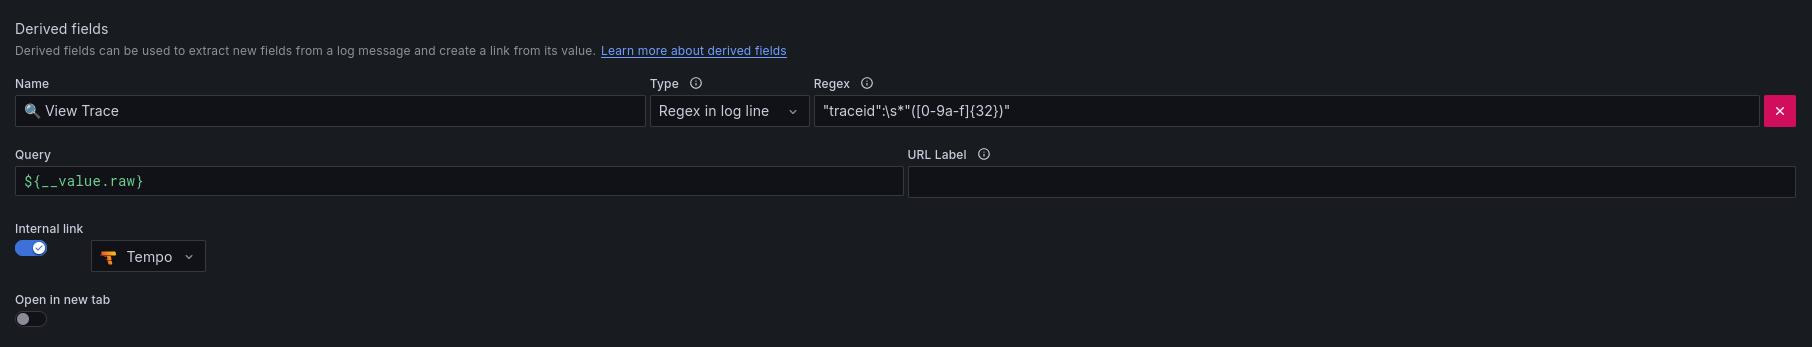 Derived fields
Derived fields can be used to extract new fields from a log message and create a link from its value. Learn more about derived fields
Name Type Regex
🔍 View Trace Regex in log line "traceid":\s*"([0-9a-f]{32})"
Query URL Label
${__value.raw}
Internal link
Tempo
Open in new tab